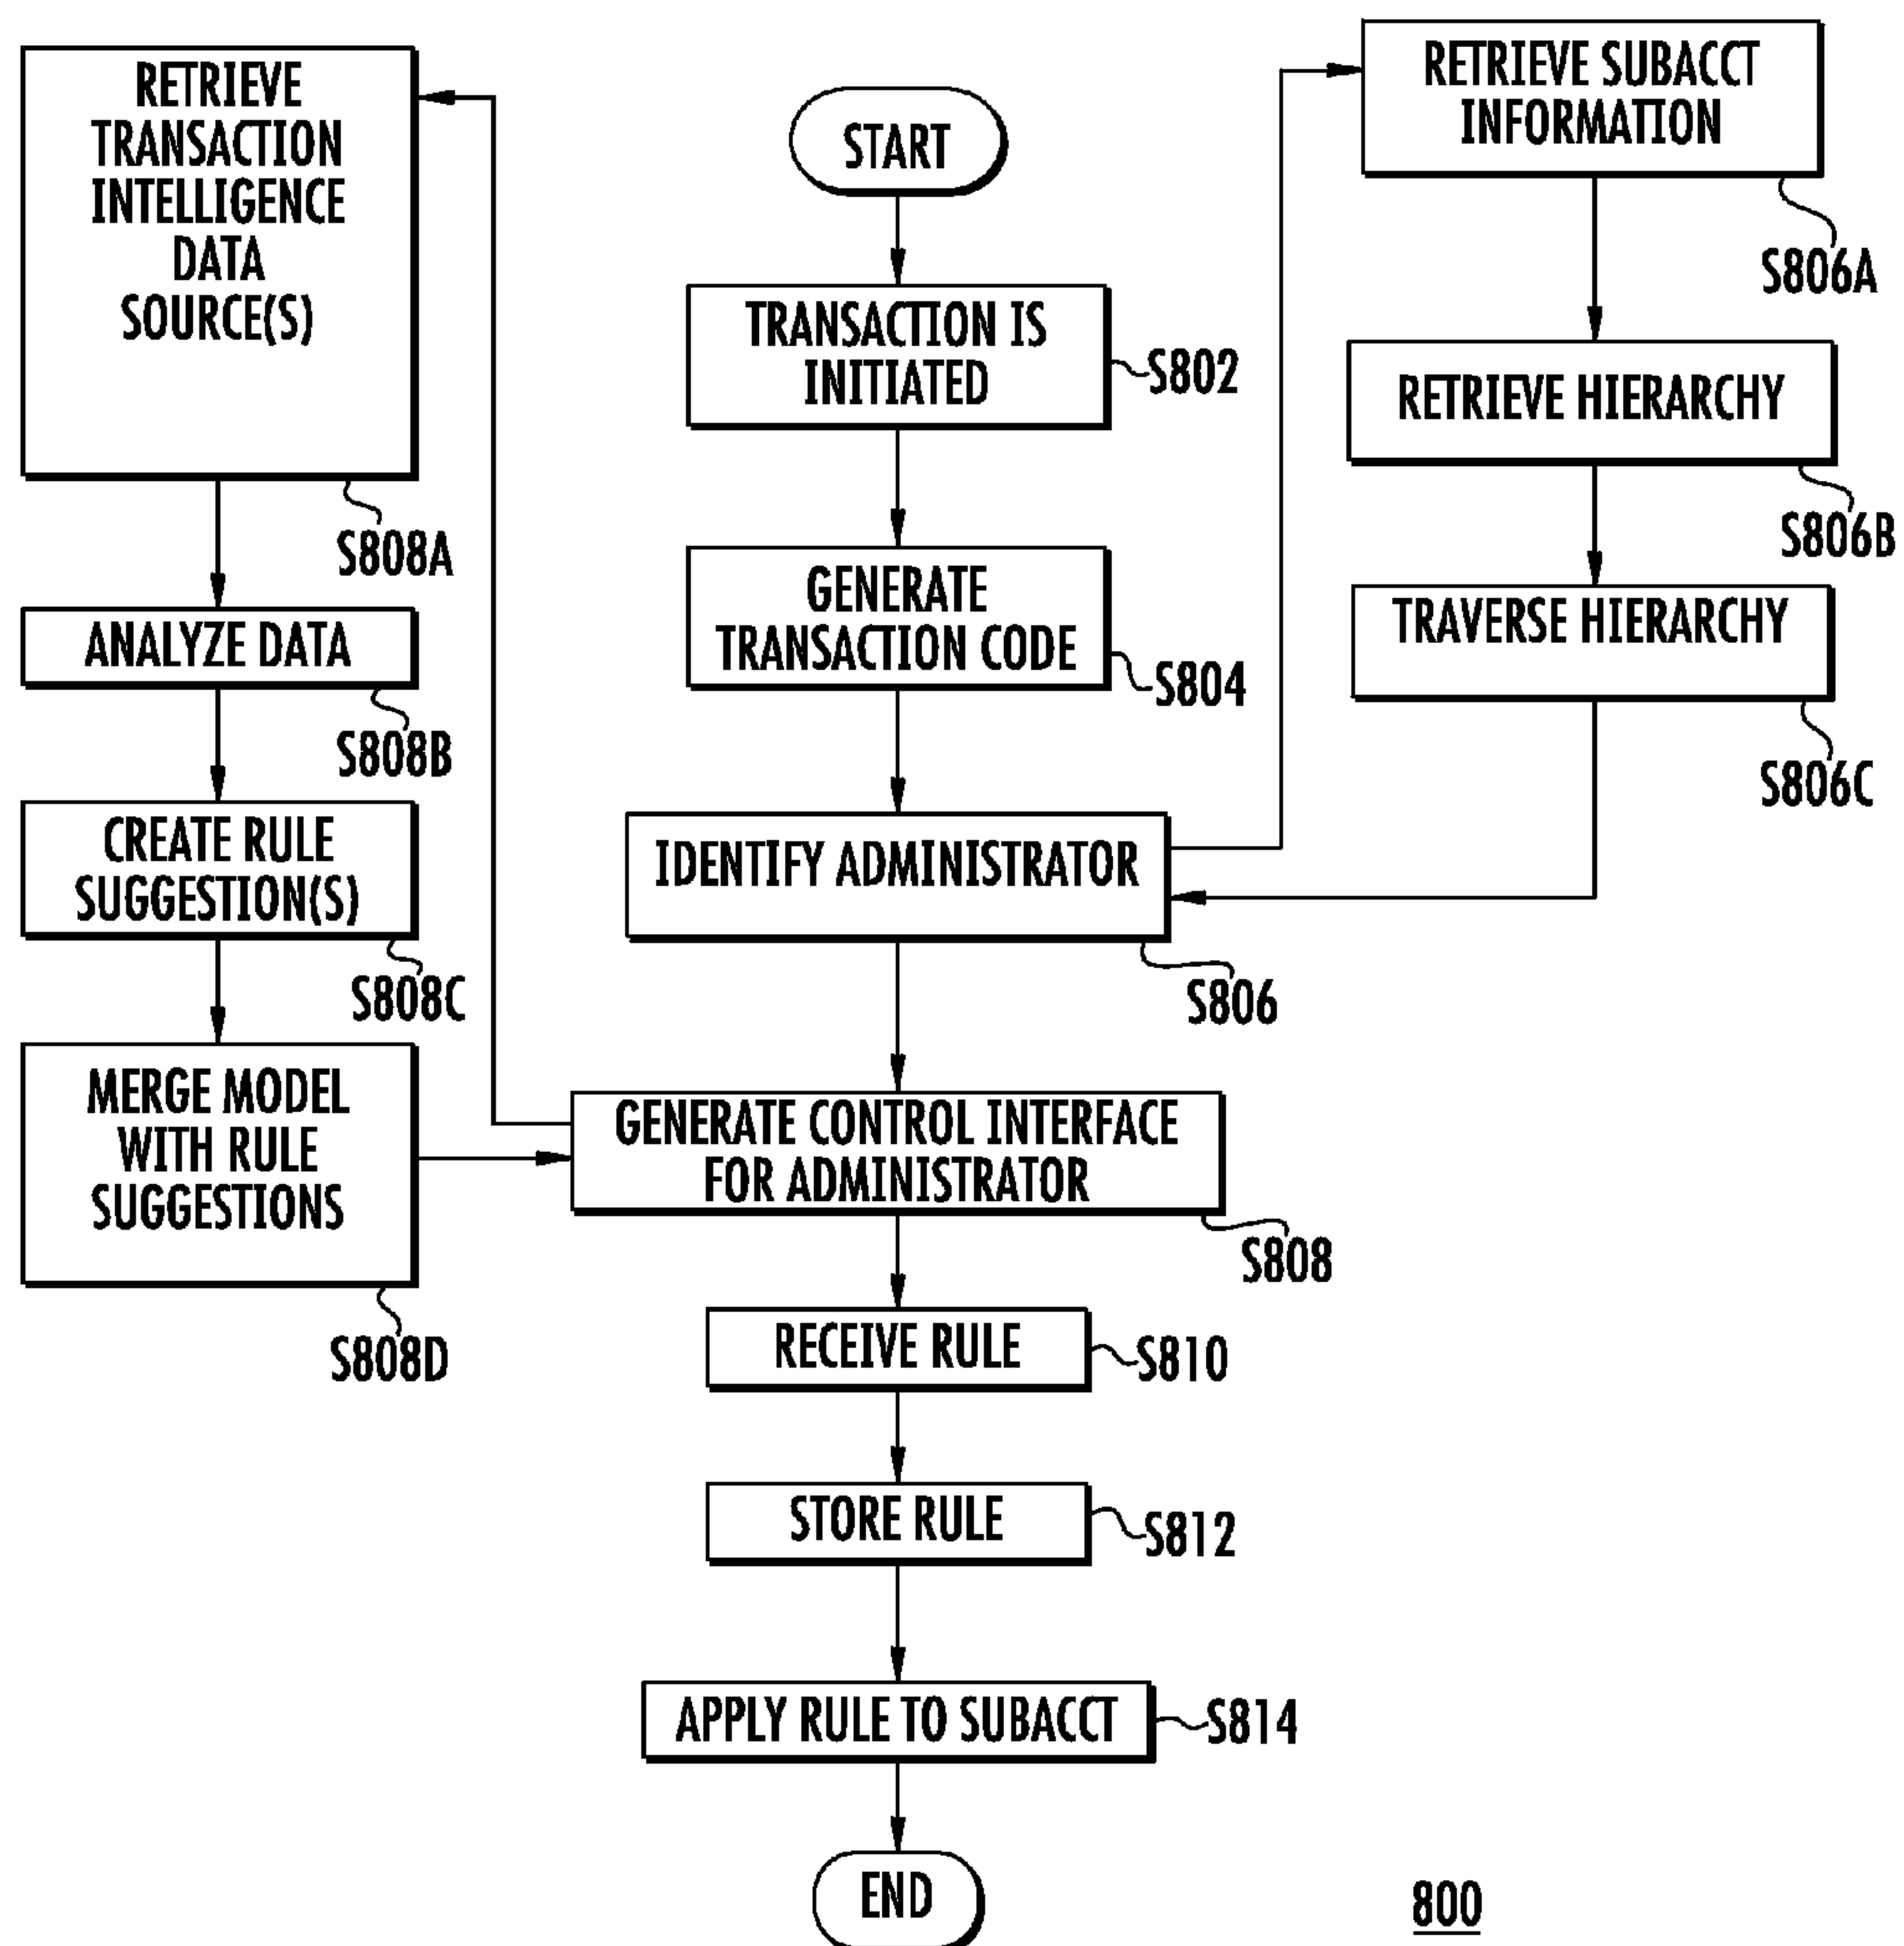 RETRIEVE
TRANSACTION
INTELLIGENCE
DATA
SOURCE(S)
S808A
ANALYZE DATA
S808B
CREATE RULE
SUGGESTION(S)
S808C
MERGE MODEL
WITH RULE
SUGGESTIONS
S808D
START
TRANSACTION IS
INITIATED
S802
GENERATE
TRANSACTION CODE
S804
IDENTIFY ADMINISTRATOR
S806
GENERATE CONTROL INTERFACE
FOR ADMINISTRATOR
S808
RECEIVE RULE
S810
STORE RULE
S812
APPLY RULE TO SUBACCT
S814
END
RETRIEVE SUBACCT
INFORMATION
S806A
RETRIEVE HIERARCHY
S806B
TRAVERSE HIERARCHY
S806C
800